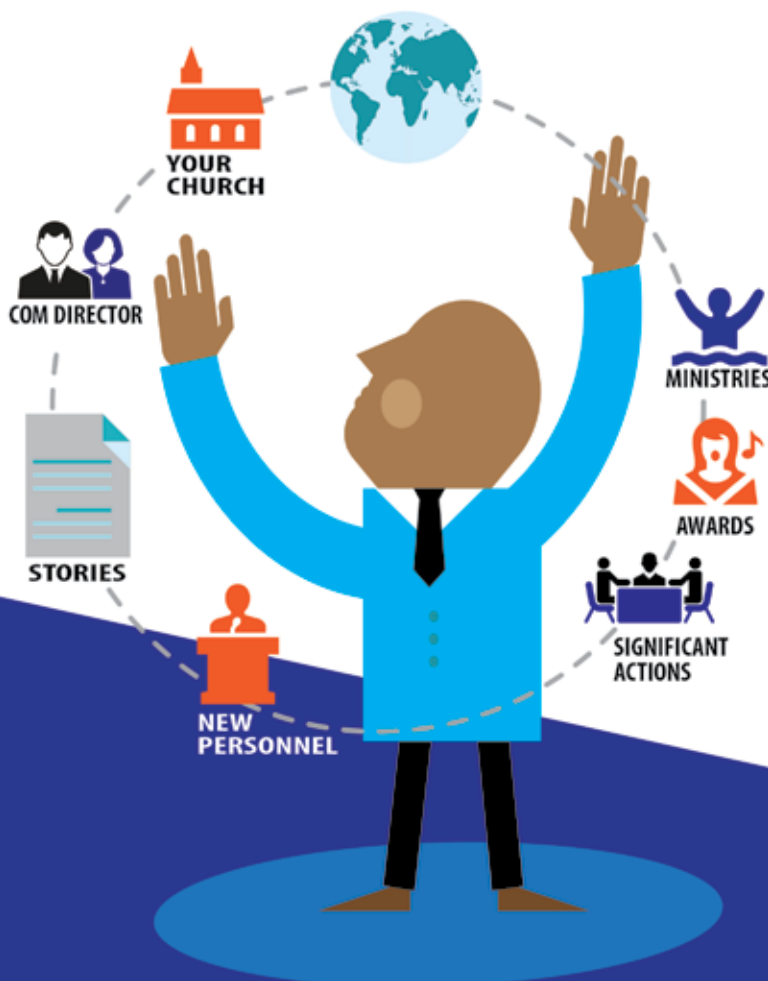 YOUR
CHURCH
COM DIRECTOR
MINISTRIES
AWARDS
STORIES
SIGNIFICANT
ACTIONS
NEW
PERSONNEL